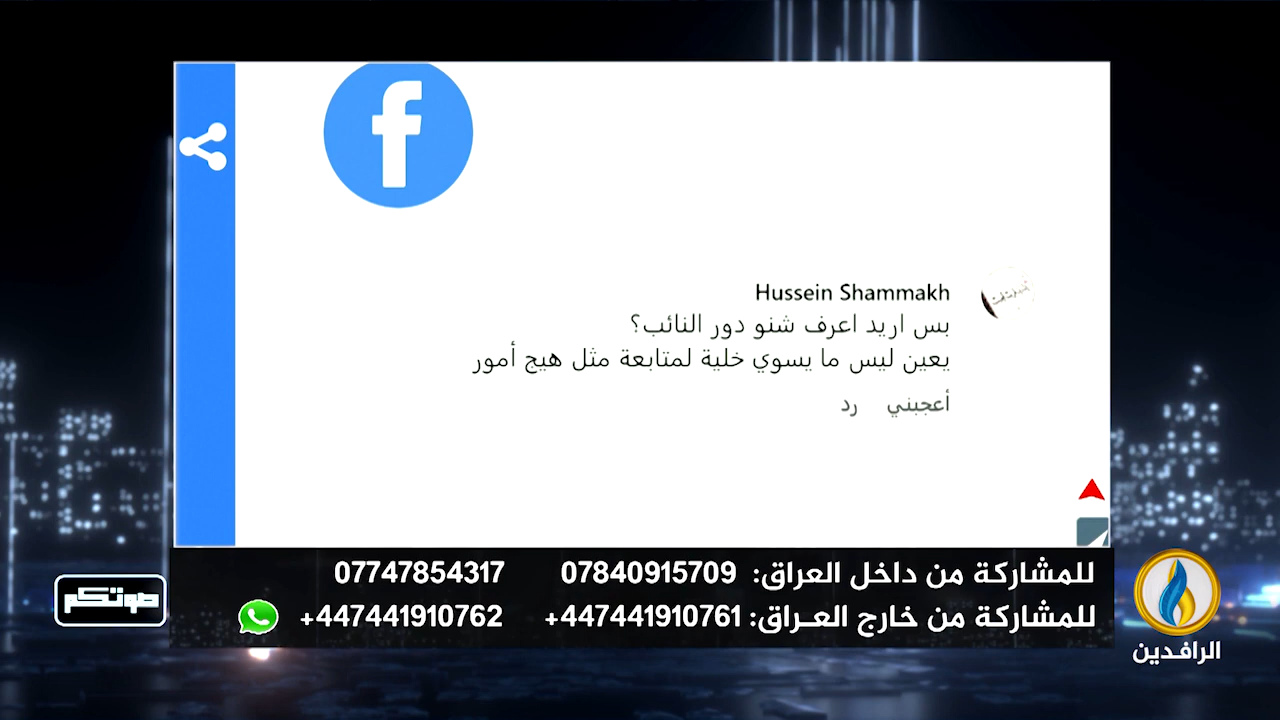 Hussein Shammakh
بس اريد اعرف شنو دور النائب؟
يعين ليس ما يسوي خلية لمتابعة مثل هيج أمور
أعجبني رد
للمشاركة من داخل العراق: 07840915709 07747854317
للمشاركة من خارج العـراق: 447441910761+ 447441910762+
صوتكم
الرافـدين